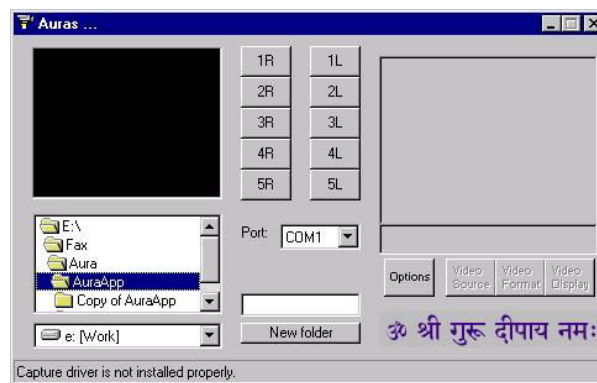 Auras ...
1R 1L
2R 2L
3R 3L
4R 4L
5R 5L
E:\
Fax
Aura
AuraApp
Copy of AuraApp
e: [Work]
Port: COM1
New folder
Options
Video Source
Video Format
Video Display
ॐ श्री गुरू दीपाय नमः
Capture driver is not installed properly.